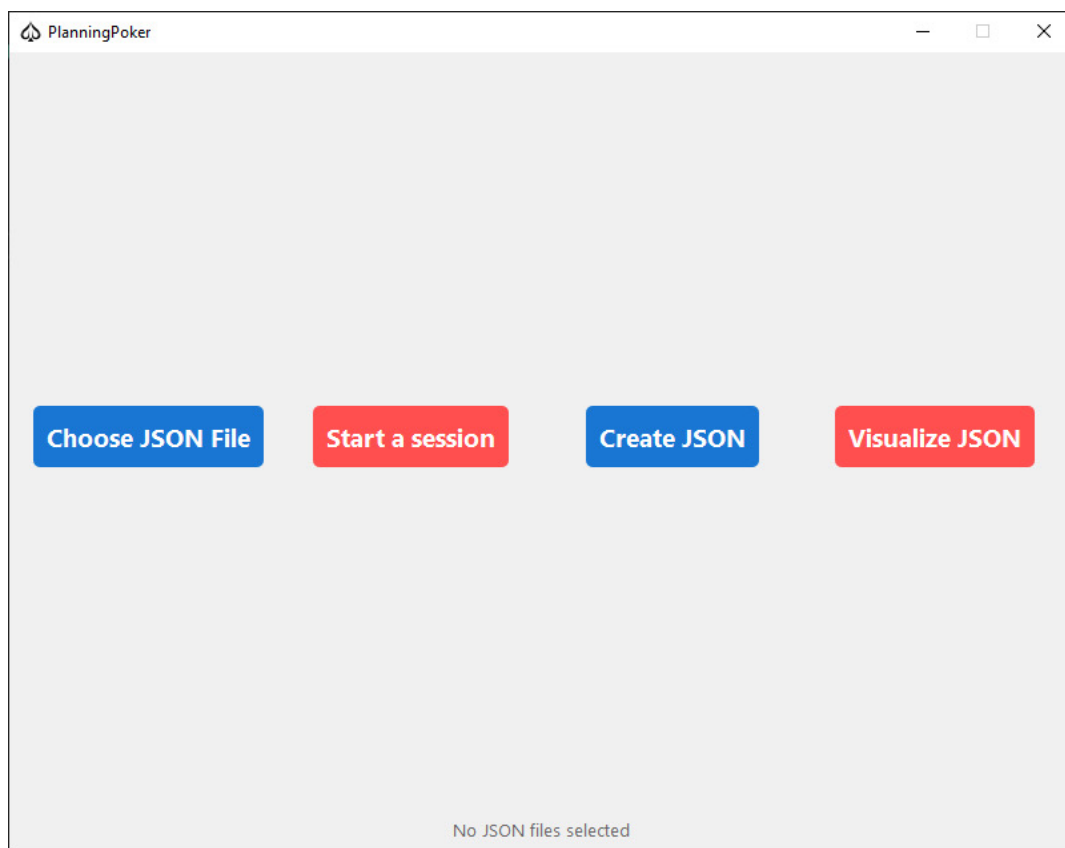 PlanningPoker
Choose JSON File
Start a session
Create JSON
Visualize JSON
No JSON files selected